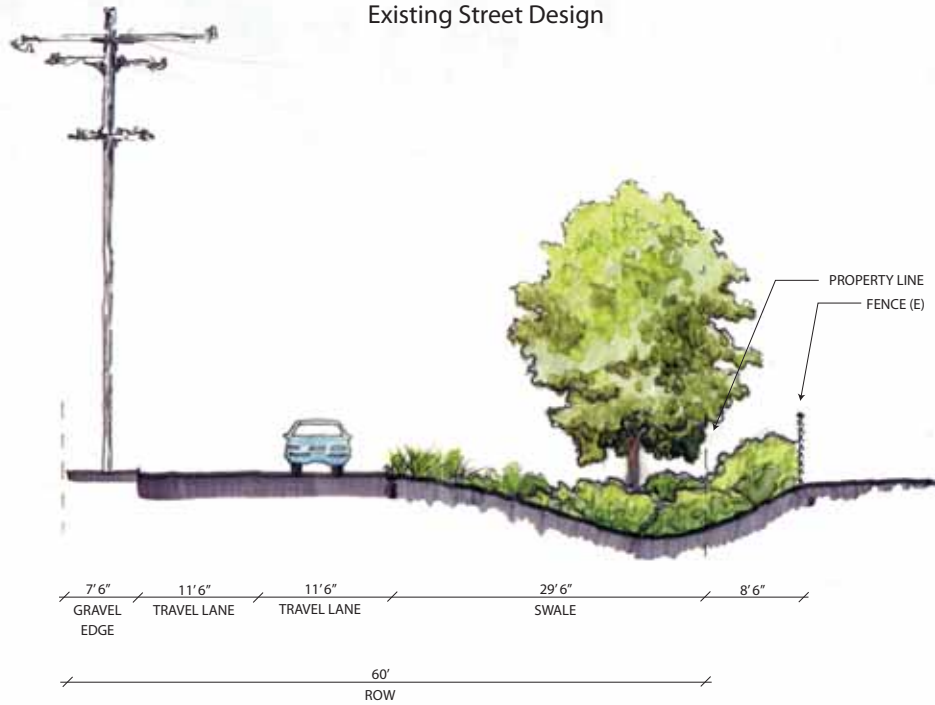 Existing Street Design
PROPERTY LINE
FENCE (E)
7’6”
11’6”
11’6”
29’6”
8’6”
GRAVEL
EDGE
TRAVEL LANE
TRAVEL LANE
SWALE
60’
ROW